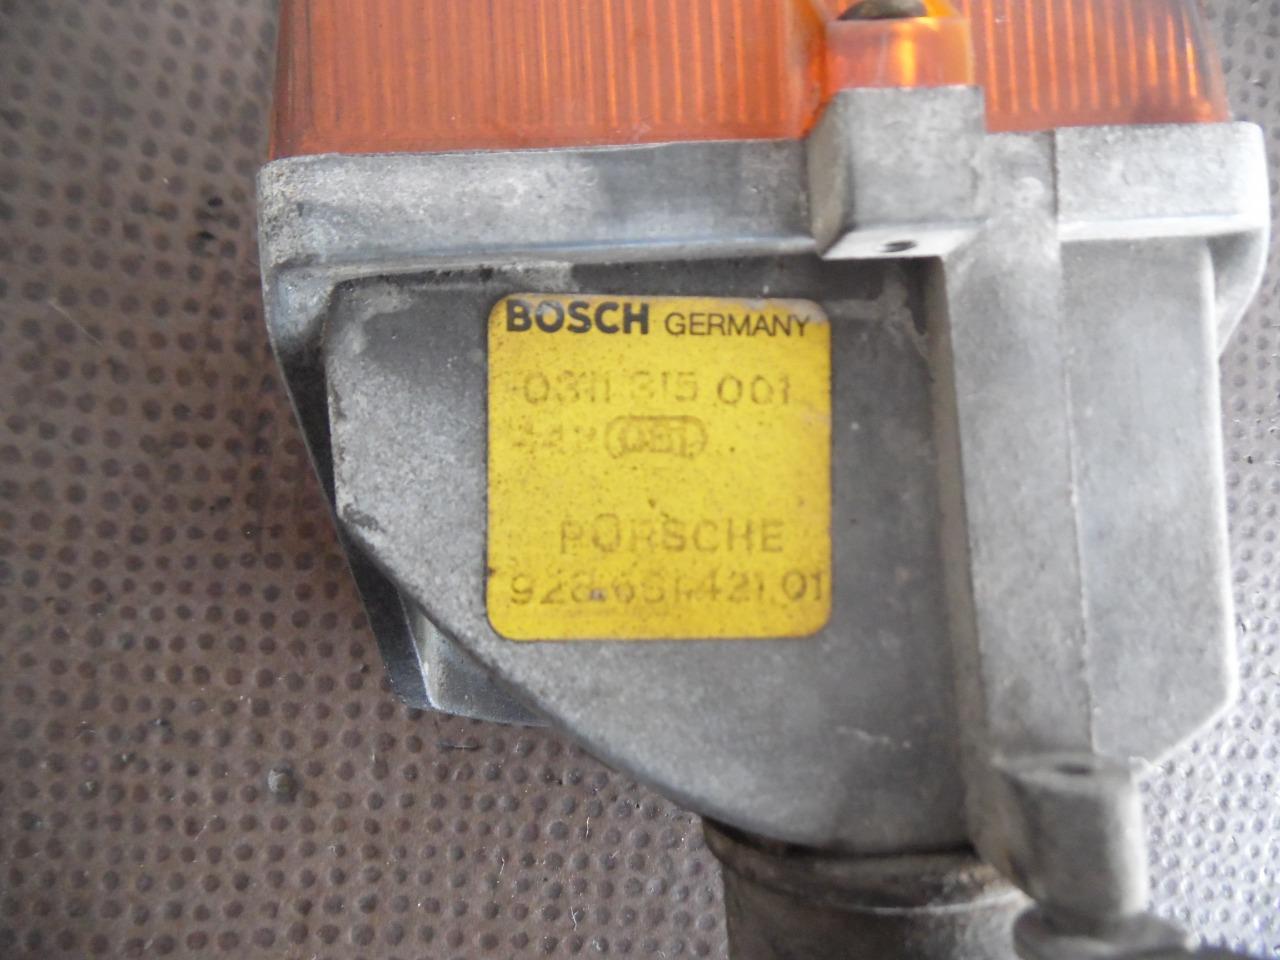 BOSCH GERMANY
0311 315 001
PORSCHE
928.631.421.01